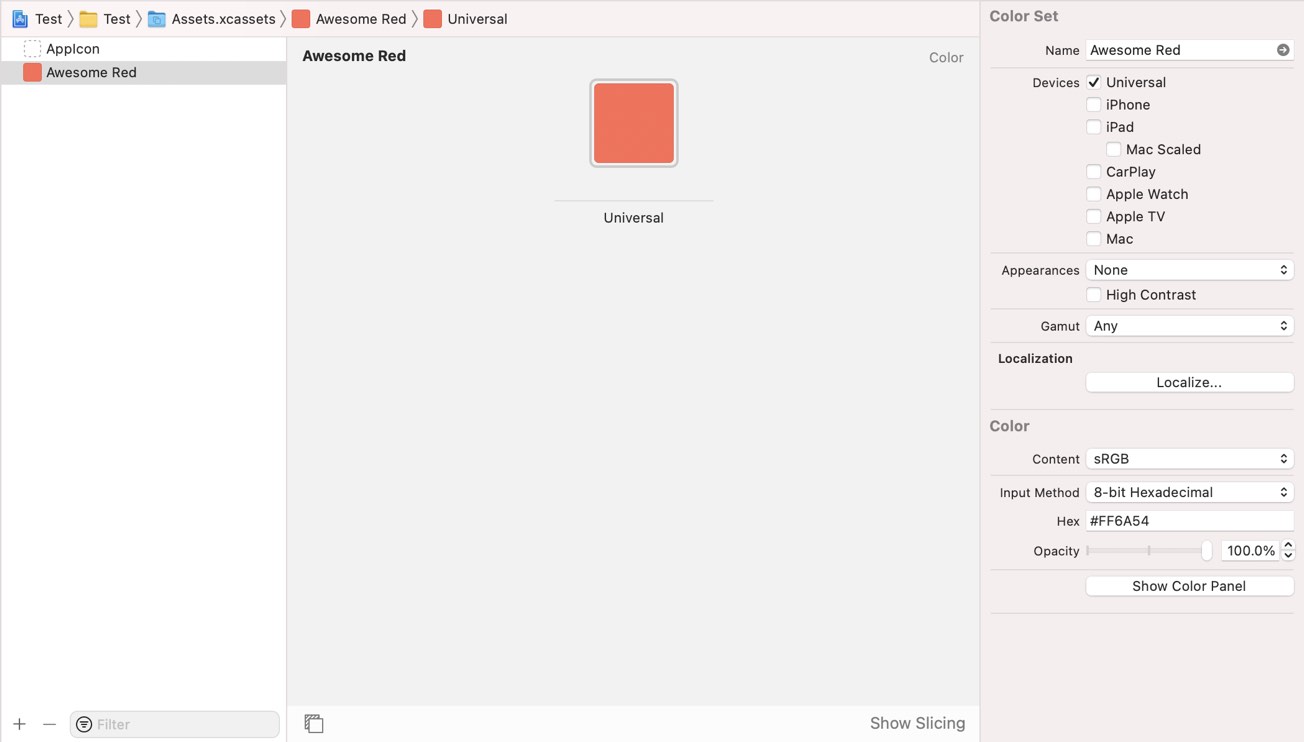 Test Test Assets.xcassets Awesome Red Universal
AppIcon
Awesome Red
Filter
Awesome Red
Color
Universal
Show Slicing
Color Set
Name Awesome Red
Devices Universal
iPhone
iPad
Mac Scaled
CarPlay
Apple Watch
Apple TV
Mac
Appearances None
High Contrast
Gamut Any
Localization
Localize...
Color
Content sRGB
Input Method 8-bit Hexadecimal
Hex #FF6A54
Opacity 100.0%
Show Color Panel